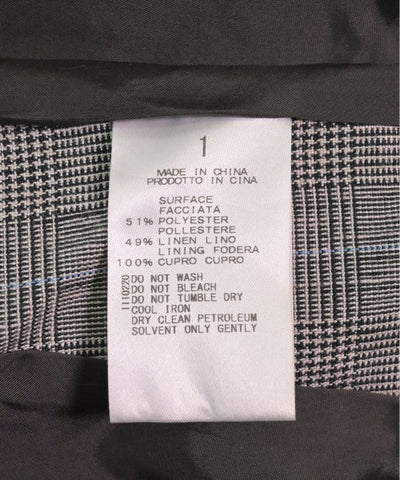 1
MADE IN CHINA
PRODOTTO IN CINA
SURFACE
FACCIATA
51% POLYESTER
POLLESTERE
49% LINEN LINO
LINING FODERA
100% CUPRO CUPRO
DO NOT WASH
DO NOT BLEACH
DO NOT TUMBLE DRY
COOL IRON
DRY CLEAN PETROLEUM
SOLVENT ONLY GENTLY
1110220